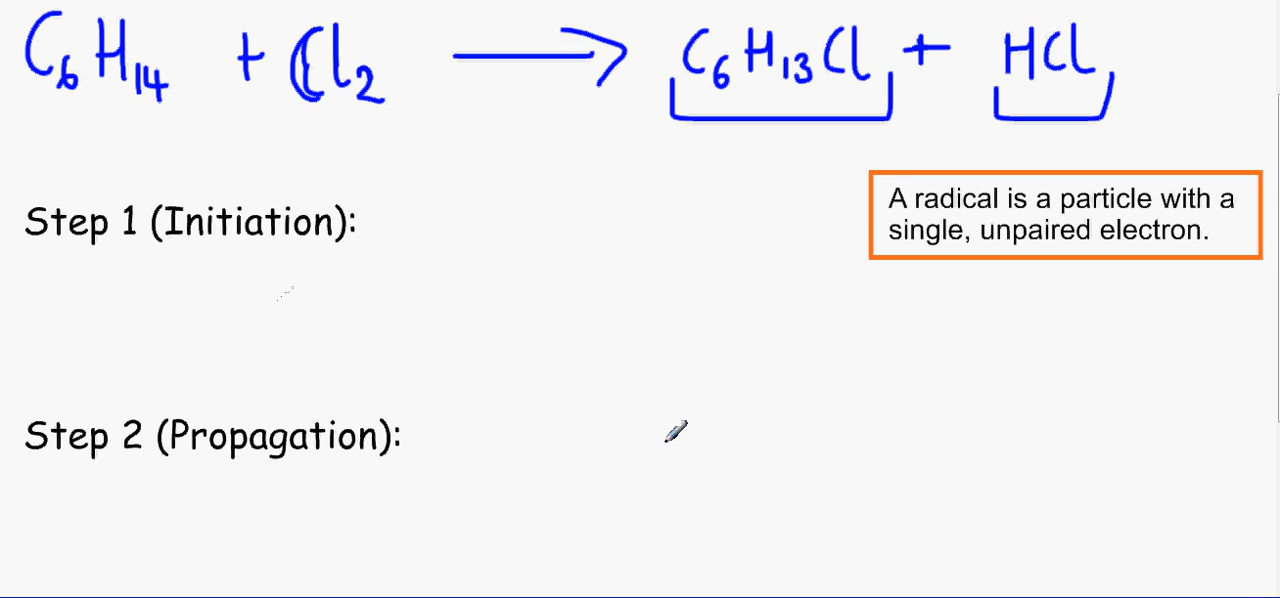 C₆H₁₄ + Cl₂ ⟶ C₆H₁₃Cl + HCl
A radical is a particle with a
single, unpaired electron.
Step 1 (Initiation):
Step 2 (Propagation):